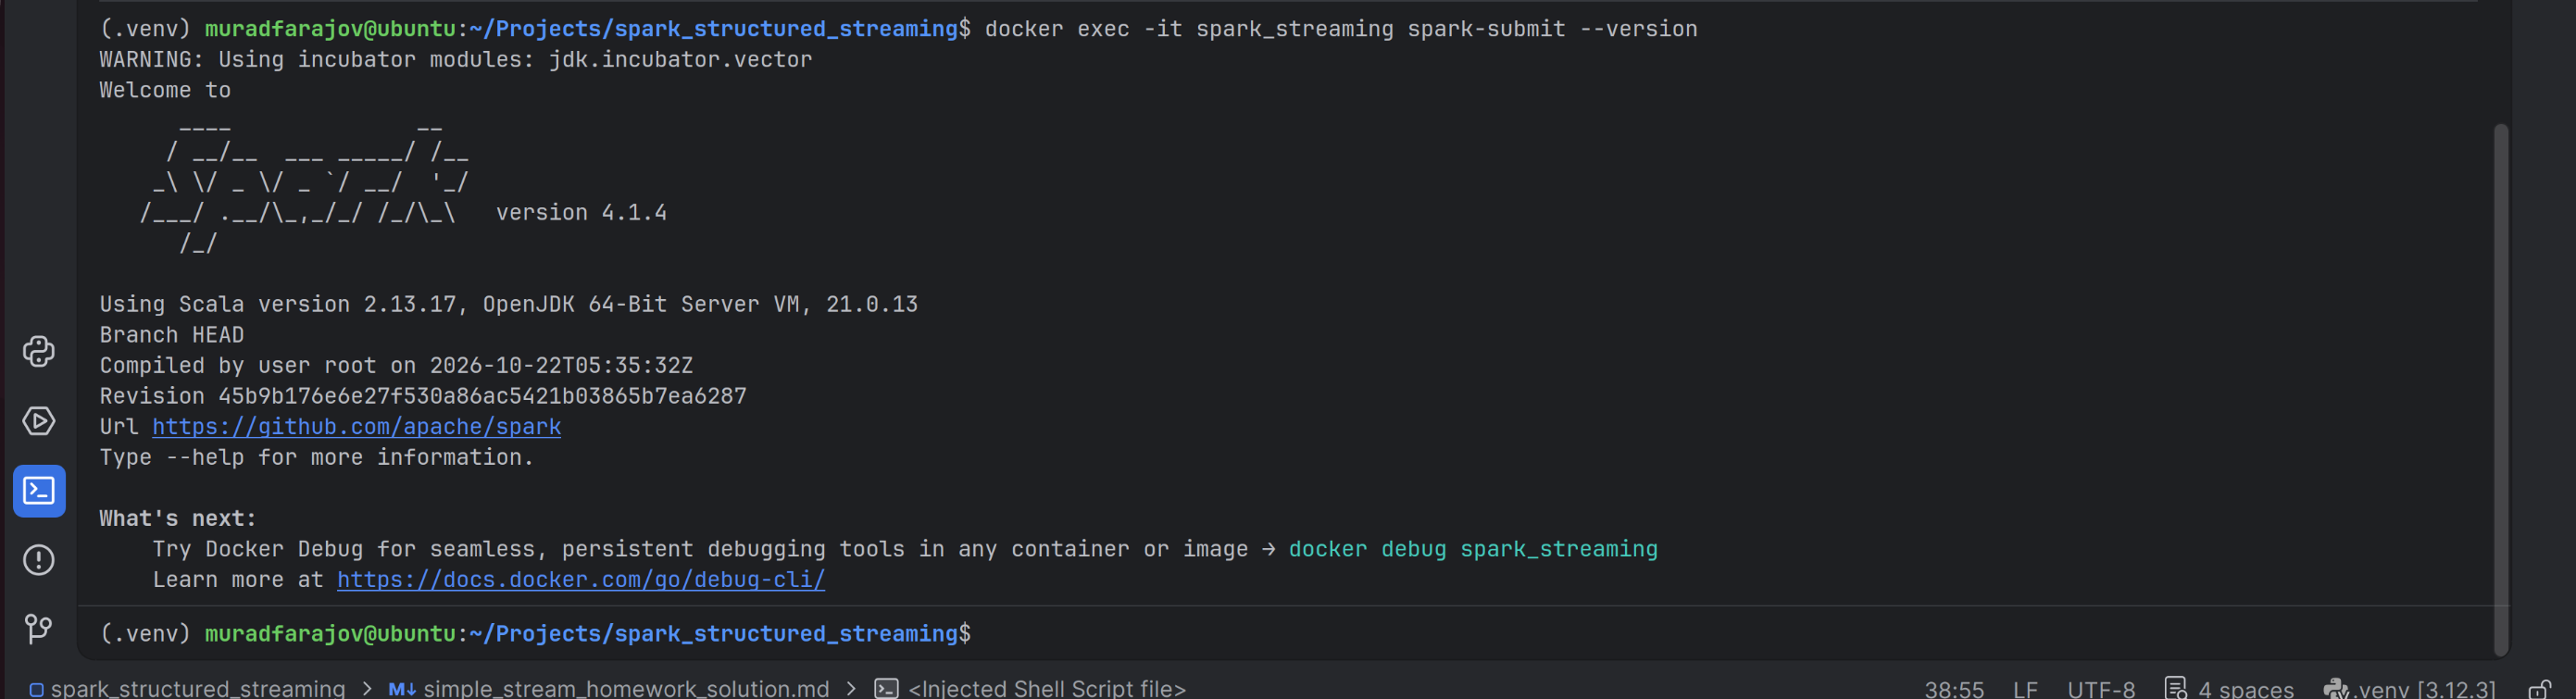 (.venv) muradfarajov@ubuntu:~/Projects/spark_structured_streaming$ docker exec -it spark_streaming spark-submit --version
WARNING: Using incubator modules: jdk.incubator.vector
Welcome to
      ____              __
     / __/__  ___ _____/ /__
    _\ \/ _ \/ _ `/ __/  '_/
   /___/ .__/\_,_/_/ /_/\_\   version 4.1.4
      /_/
Using Scala version 2.13.17, OpenJDK 64-Bit Server VM, 21.0.13
Branch HEAD
Compiled by user root on 2026-10-22T05:35:32Z
Revision 45b9b176e6e27f530a86ac5421b03865b7ea6287
Url https://github.com/apache/spark
Type --help for more information.
What's next:
    Try Docker Debug for seamless, persistent debugging tools in any container or image → docker debug spark_streaming
    Learn more at https://docs.docker.com/go/debug-cli/
(.venv) muradfarajov@ubuntu:~/Projects/spark_structured_streaming$
spark_structured_streaming > M↓ simple_stream_homework_solution.md > <Injected Shell Script file> 38:55 LF UTF-8 4 spaces .venv [3.12.3]